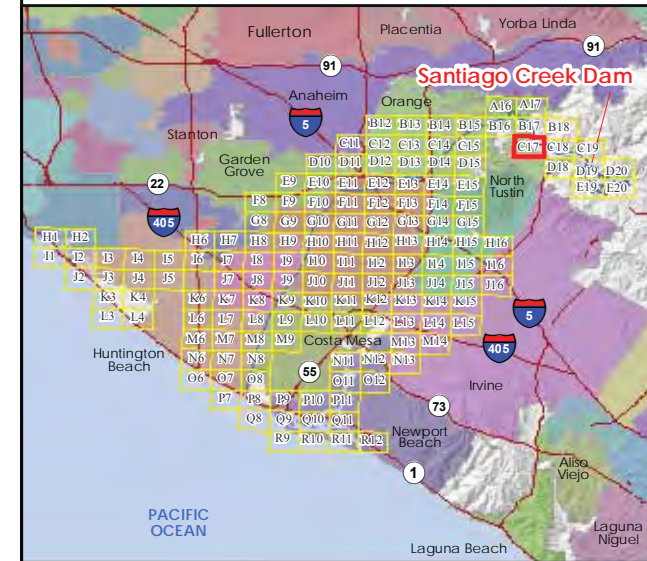 Fullerton
Placentia
Yorba Linda
91
91
Santiago Creek Dam
Anaheim
Orange
5
A16 A17
B12 B13 B14 B15 B16 B17 B18
Stanton
C11 C12 C13 C14 C15 C17 C18 C19
Garden
Grove
D10 D11 D12 D13 D14 D15 D18 D19 D20
22
E9 E10 E11 E12 E13 E14 E15 E19 E20
North
Tustin
F8 F9 F10 F11 F12 F13 F14 F15
405
G8 G9 G10 G11 G12 G13 G14 G15
H1 H2 H6 H7 H8 H9 H10 H11 H12 H13 H14 H15 H16
I1 I2 I3 I4 I5 I6 I7 I8 I9 I10 I11 I12 I13 I14 I15 I16
J2 J3 J4 J5 J7 J8 J9 J10 J11 J12 J13 J14 J15 J16
K3 K4 K6 K7 K8 K9 K10 K11 K12 K13 K14 K15
5
L3 L4 L6 L7 L8 L9 L10 L11 L12 L13 L14 L15
M6 M7 M8 M9 Costa Mesa M13 M14
405
Huntington
Beach
N6 N7 N8 N11 N12 N13
55
O6 O7 O8 O11 O12
Irvine
P7 P8 P9 P10 P11
73
Q8 Q9 Q10 Q11
R9 R10 R11 R12
Newport
Beach
1
Aliso
Viejo
PACIFIC
OCEAN
Laguna
Niguel
Laguna Beach